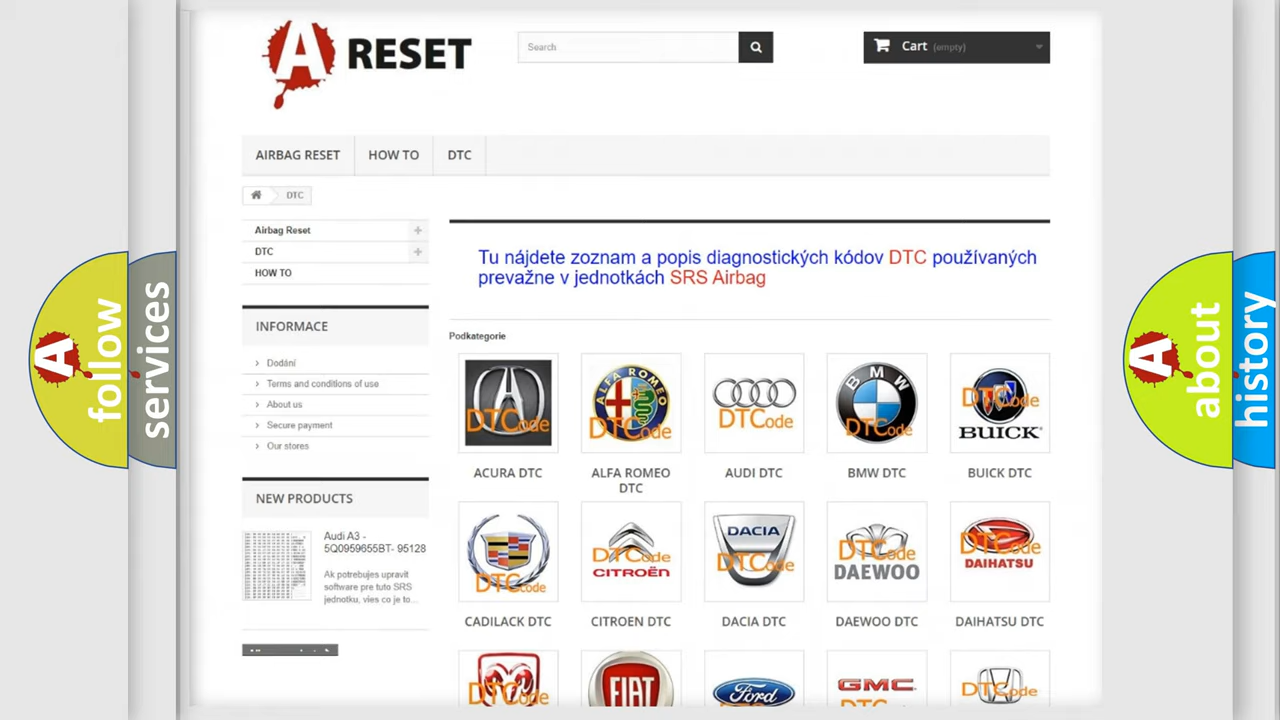 A RESET
Search
Cart (empty)
AIRBAG RESET
HOW TO
DTC
DTC
Airbag Reset
DTC
HOW TO
INFORMACE
Dodání
Terms and conditions of use
About us
Secure payment
Our stores
NEW PRODUCTS
Audi A3 -
5Q0959655BT- 95128
Ak potrebujes upravit
software pre tuto SRS
jednotku, vies co je to...
Tu nájdete zoznam a popis diagnostických kódov DTC používaných
prevažne v jednotkách SRS Airbag
Podkategorie
DTCode
ALFA ROMEO
DTCode
DTCode
BMW
DTCode
DTCode
BUICK
ACURA DTC
ALFA ROMEO
DTC
AUDI DTC
BMW DTC
BUICK DTC
DTCode
DTCode
CITROËN
DACIA
DTCode
DTCode
DAEWOO
DTCode
DAIHATSU
CADILACK DTC
CITROEN DTC
DACIA DTC
DAEWOO DTC
DAIHATSU DTC
DTCode
FIAT
Ford
GMC
DTCode
A follow
services
A about
history